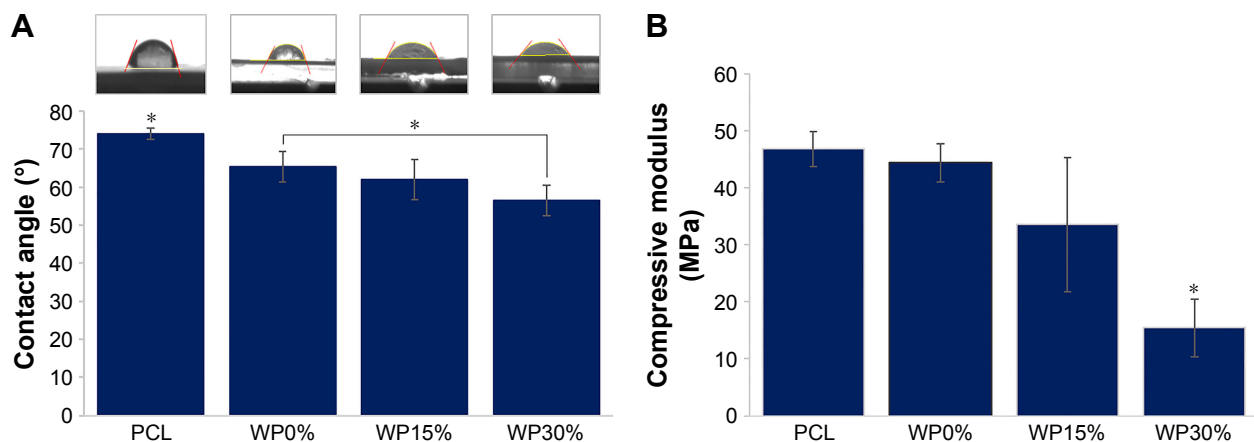 A
Contact angle (°)
80
70
60
50
40
30
20
10
0
*
*
PCL
WP0%
WP15%
WP30%
B
Compressive modulus
(MPa)
60
50
40
30
20
10
0
*
PCL
WP0%
WP15%
WP30%